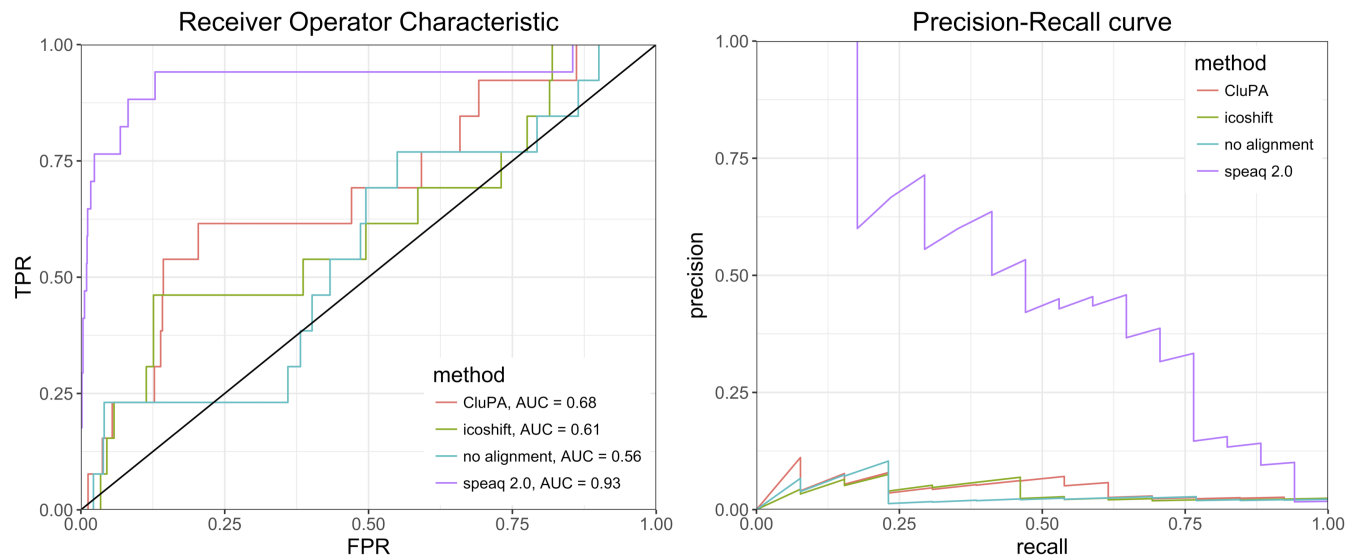 Receiver Operator Characteristic
1.00
0.75
0.50
0.25
0.00
TPR
0.00
0.25
0.50
0.75
1.00
FPR
method
CluPA, AUC = 0.68
icoshift, AUC = 0.61
no alignment, AUC = 0.56
speaq 2.0, AUC = 0.93
Precision-Recall curve
1.00
0.75
0.50
0.25
0.00
precision
0.00
0.25
0.50
0.75
1.00
recall
method
CluPA
icoshift
no alignment
speaq 2.0